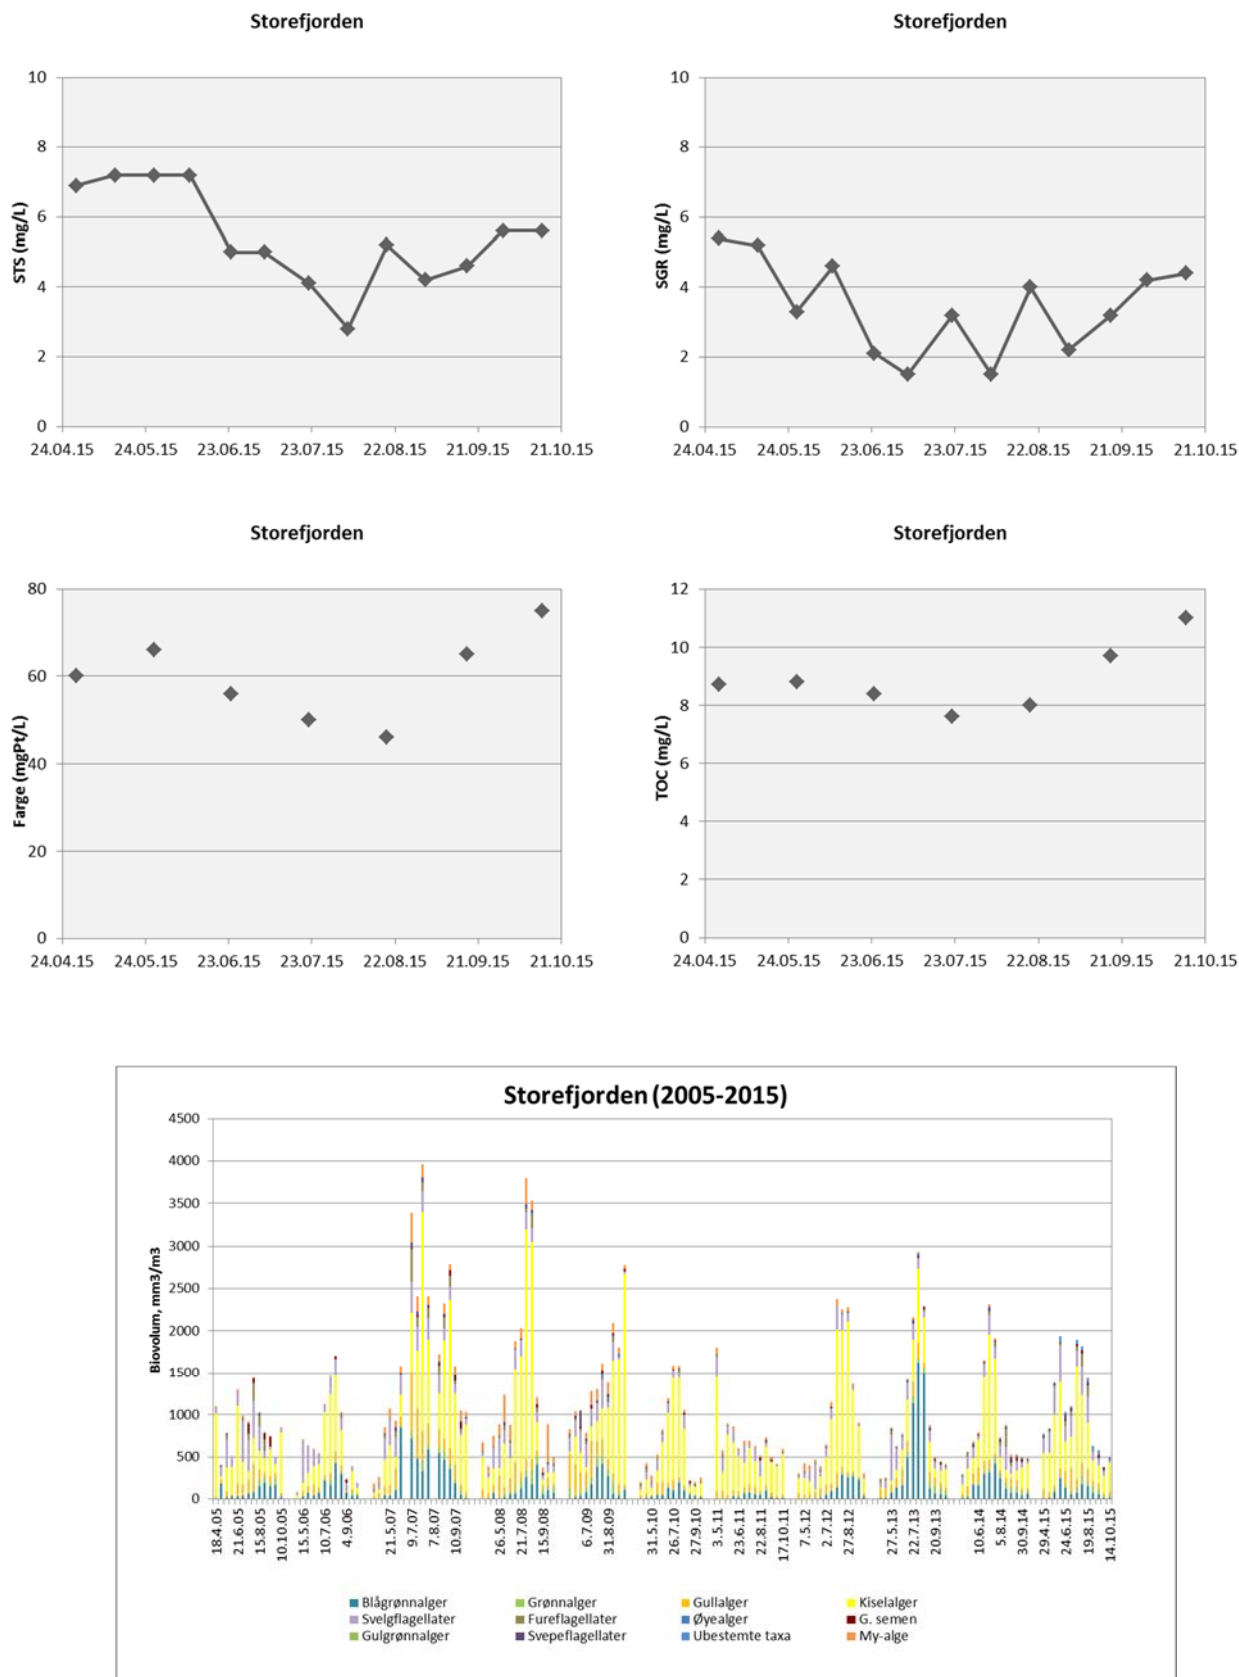 Storefjorden
Storefjorden
STS (mg/L)
10
8
6
4
2
0
24.04.15 24.05.15 23.06.15 23.07.15 22.08.15 21.09.15 21.10.15
SGR (mg/L)
10
8
6
4
2
0
24.04.15 24.05.15 23.06.15 23.07.15 22.08.15 21.09.15 21.10.15
Storefjorden
Storefjorden
Farge (mgPt/L)
80
60
40
20
0
24.04.15 24.05.15 23.06.15 23.07.15 22.08.15 21.09.15 21.10.15
TOC (mg/L)
12
10
8
6
4
2
0
24.04.15 24.05.15 23.06.15 23.07.15 22.08.15 21.09.15 21.10.15
Storefjorden (2005-2015)
Biovolum, mm3/m3
4500
4000
3500
3000
2500
2000
1500
1000
500
0
18.4.05 21.6.05 15.8.05 10.10.05 15.5.06 10.7.06 4.9.06 21.5.07 9.7.07 7.8.07 10.9.07 26.5.08 21.7.08 15.9.08 6.7.09 31.8.09 31.5.10 26.7.10 27.9.10 3.5.11 23.6.11 22.8.11 17.10.11 7.5.12 2.7.12 27.8.12 27.5.13 22.7.13 20.9.13 10.6.14 5.8.14 30.9.14 29.4.15 24.6.15 19.8.15 14.10.15
Blågrønnalger Grønnalger Gullalger Kiselalger
Svelgflagellater Fureflagellater Øyealger G. semen
Gulgrønnalger Svepeflagellater Ubestemte taxa My-alge